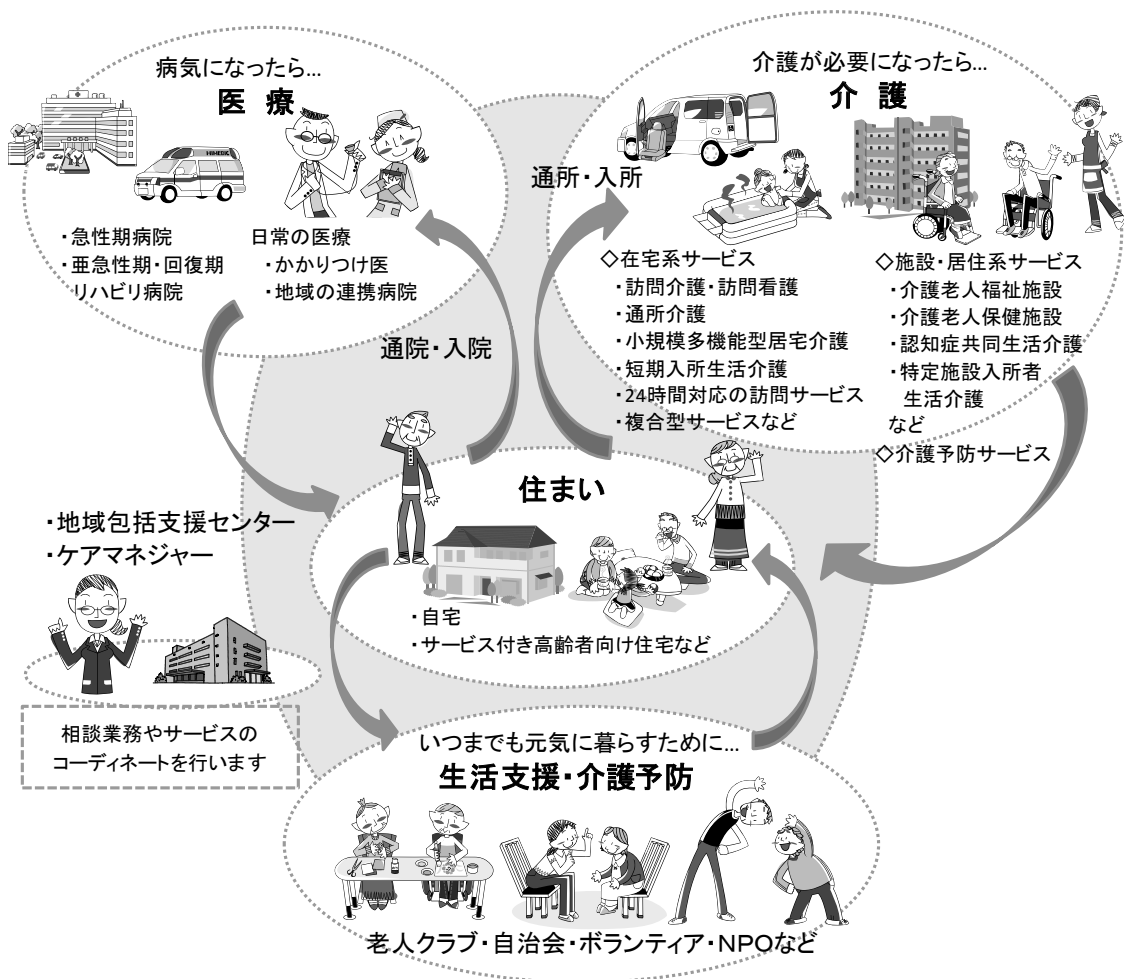 病気になったら...
医療
・急性期病院
・亜急性期・回復期
リハビリ病院
日常の医療
・かかりつけ医
・地域の連携病院
介護が必要になったら...
介護
通所・入所
◇在宅系サービス
・訪問介護・訪問看護
・通所介護
・小規模多機能型居宅介護
・短期入所生活介護
・24時間対応の訪問サービス
・複合型サービスなど
◇施設・居住系サービス
・介護老人福祉施設
・介護老人保健施設
・認知症共同生活介護
・特定施設入所者
生活介護
など
◇介護予防サービス
通院・入院
住まい
・自宅
・サービス付き高齢者向け住宅など
・地域包括支援センター
・ケアマネジャー
相談業務やサービスの
コーディネートを行います
いつまでも元気に暮らすために...
生活支援・介護予防
老人クラブ・自治会・ボランティア・NPOなど